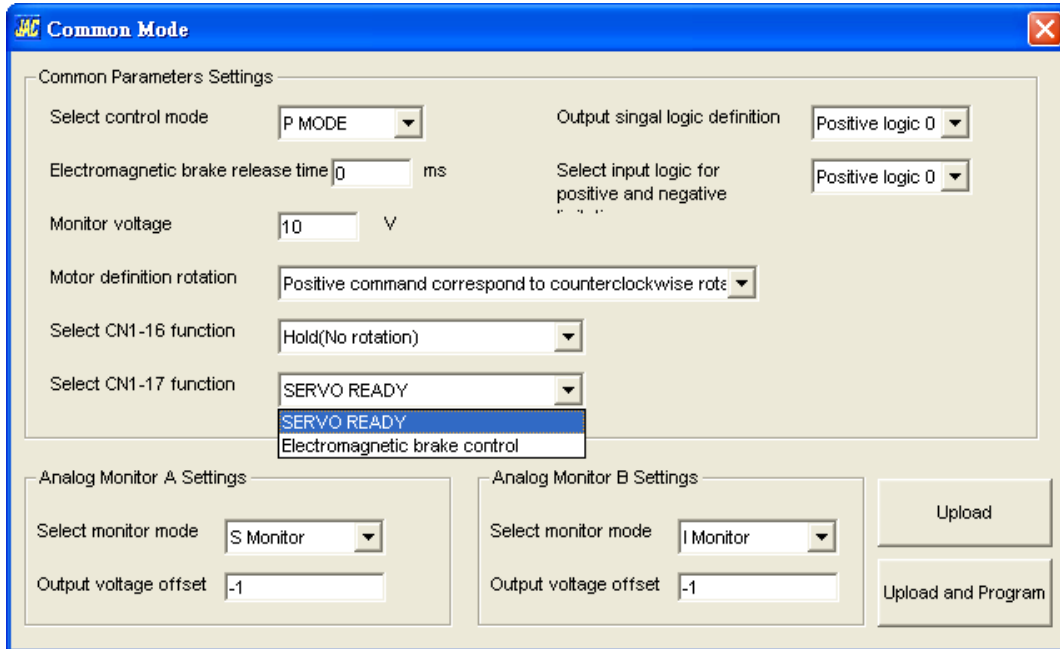 JAC Common Mode
Common Parameters Settings
Select control mode
P MODE
Output singal logic definition
Positive logic 0
Electromagnetic brake release time
0
ms
Select input logic for
positive and negative
Positive logic 0
Monitor voltage
10
V
Motor definition rotation
Positive command correspond to counterclockwise rota
Select CN1-16 function
Hold(No rotation)
Select CN1-17 function
SERVO READY
SERVO READY
Electromagnetic brake control
Analog Monitor A Settings
Select monitor mode
S Monitor
Output voltage offset
-1
Analog Monitor B Settings
Select monitor mode
I Monitor
Output voltage offset
-1
Upload
Upload and Program